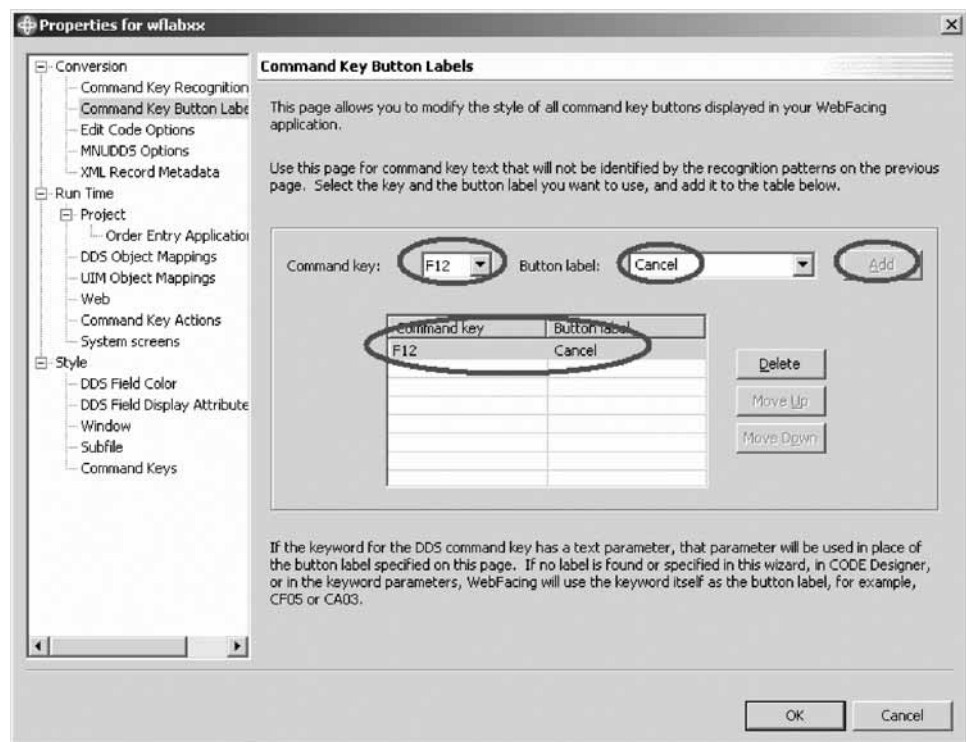 Properties for wflabxx
Conversion
Command Key Recognition
Command Key Button Labe
Edit Code Options
MNUDDS Options
XML Record Metadata
Run Time
Project
Order Entry Application
DDS Object Mappings
UIM Object Mappings
Web
Command Key Actions
System screens
Style
DDS Field Color
DDS Field Display Attribute
Window
Subfile
Command Keys
Command Key Button Labels
This page allows you to modify the style of all command key buttons displayed in your WebFacing
application.
Use this page for command key text that will not be identified by the recognition patterns on the previous
page. Select the key and the button label you want to use, and add it to the table below.
Command key: F12 Button label: Cancel Add
Command key Button label
F12 Cancel
Delete
Move Up
Move Down
If the keyword for the DDS command key has a text parameter, that parameter will be used in place of
the button label specified on this page. If no label is found or specified in this wizard, in CODE Designer,
or in the keyword parameters, WebFacing will use the keyword itself as the button label, for example,
CF05 or CA03.
OK Cancel